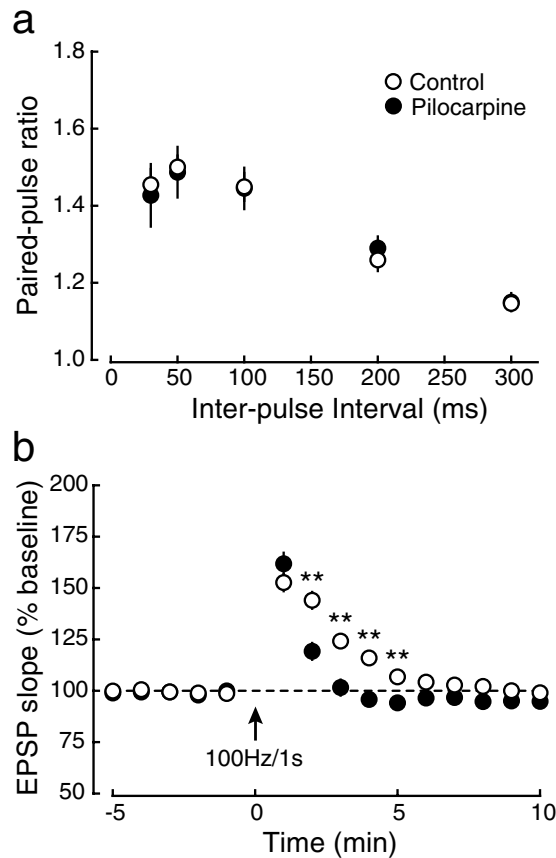 a
1.8
1.6
1.4
1.2
1.0
Paired-pulse ratio
Control
Pilocarpine
0 50 100 150 200 250 300
Inter-pulse Interval (ms)
b
200
175
150
125
100
75
50
EPSP slope (% baseline)
**
**
**
**
100Hz/1s
-5 0 5 10
Time (min)